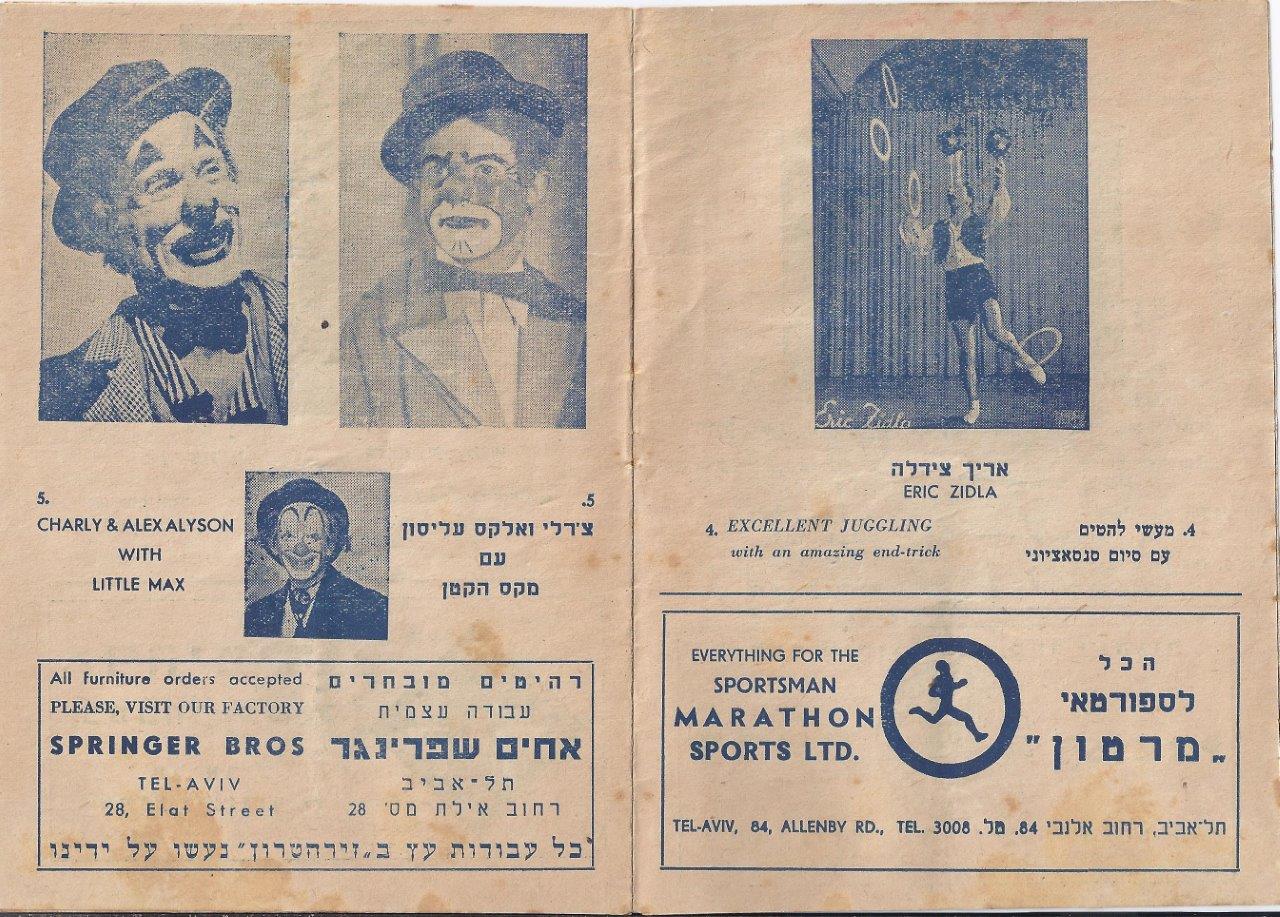 5.
CHARLY & ALEX ALYSON
WITH
LITTLE MAX
.5
צ׳רלי ואלקס עליסון
עם
מקס הקטן
All furniture orders accepted
PLEASE, VISIT OUR FACTORY
SPRINGER BROS
TEL-AVIV
28, Elat Street
רהיטים מובחרים
עבודה עצמית
אחים שפרינגר
תל-אביב
רחוב אילת מס׳ 28
כל עבודות עץ ב„זירהטרון" נעשו על ידינו
Eric Zidla
אריך צידלה
ERIC ZIDLA
4. EXCELLENT JUGGLING
with an amazing end-trick
4. מעשי להטים
עם סיום סנסאציוני
EVERYTHING FOR THE
SPORTSMAN
MARATHON
SPORTS LTD.
הכל
לספורטאי
„מרטון"
TEL-AVIV, 84, ALLENBY RD., TEL. 3008 תל-אביב, רחוב אלנבי 84. טל.